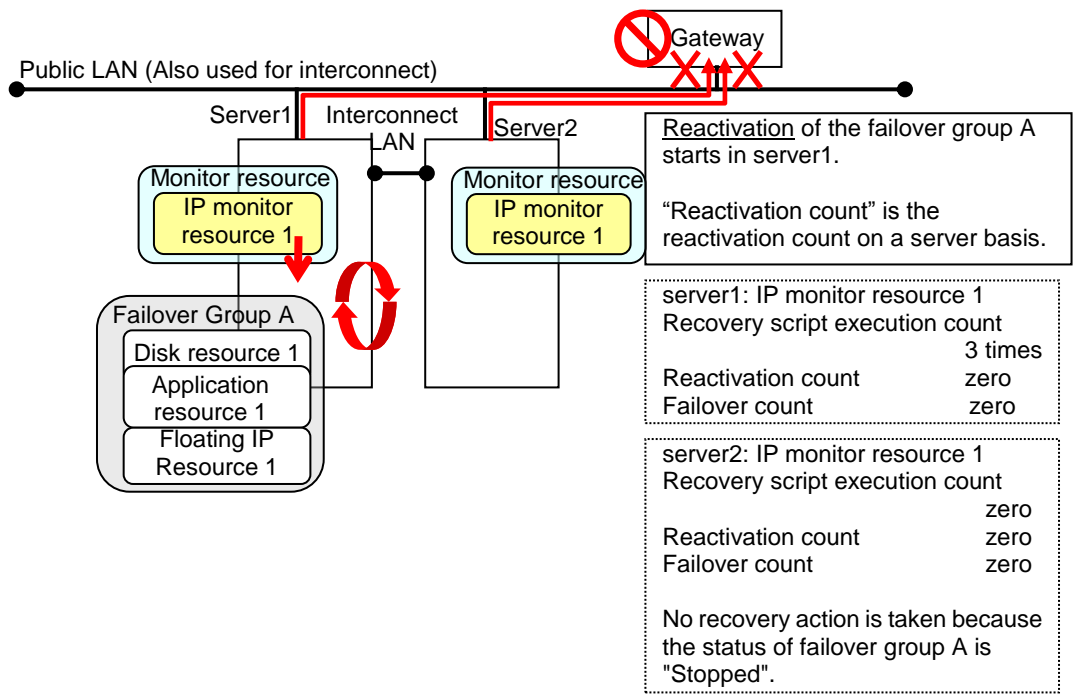 Gateway
Public LAN (Also used for interconnect)
Server1
Interconnect
LAN
Server2
Monitor resource
IP monitor
resource 1
Monitor resource
IP monitor
resource 1
Failover Group A
Disk resource 1
Application
resource 1
Floating IP
Resource 1
Reactivation of the failover group A
starts in server1.
“Reactivation count” is the
reactivation count on a server basis.
server1: IP monitor resource 1
Recovery script execution count
3 times
Reactivation count zero
Failover count zero
server2: IP monitor resource 1
Recovery script execution count
zero
Reactivation count zero
Failover count zero
No recovery action is taken because
the status of failover group A is
"Stopped".